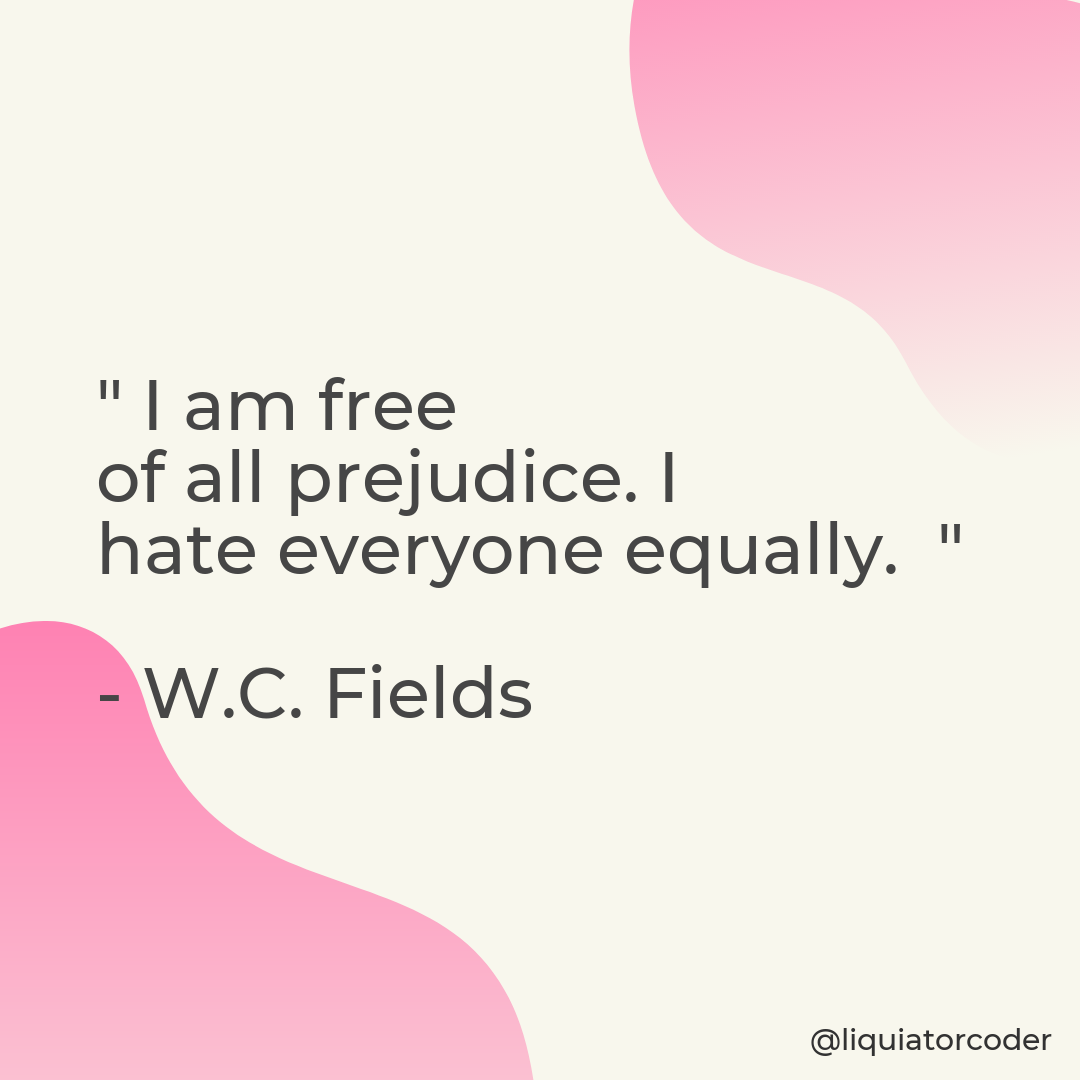 " I am free
of all prejudice. I
hate everyone equally.  "
- W.C. Fields
@liquiatorcoder